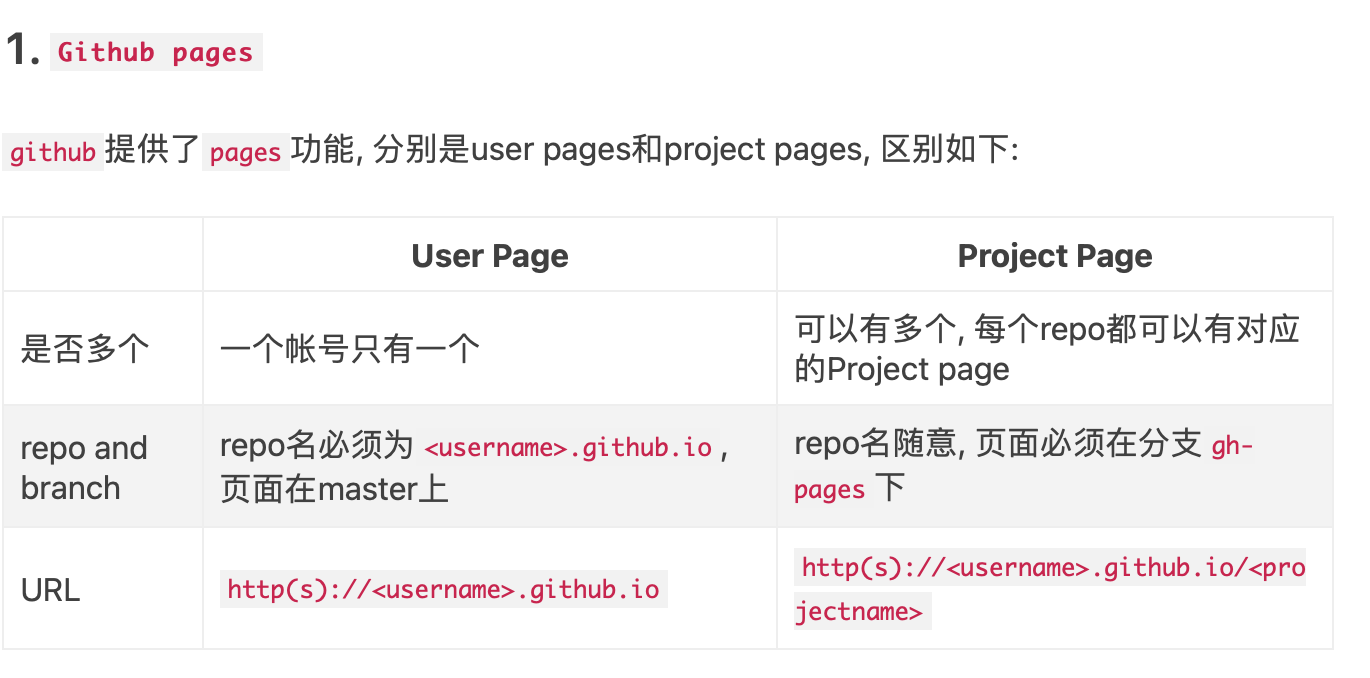 1. Github pages
github提供了pages功能, 分别是user pages和project pages, 区别如下:
User Page
Project Page
是否多个
一个帐号只有一个
可以有多个, 每个repo都可以有对应
的Project page
repo and
branch
repo名必须为 <username>.github.io ,
页面在master上
repo名随意, 页面必须在分支 gh-
pages 下
URL
http(s)://<username>.github.io
http(s)://<username>.github.io/<pro
jectname>